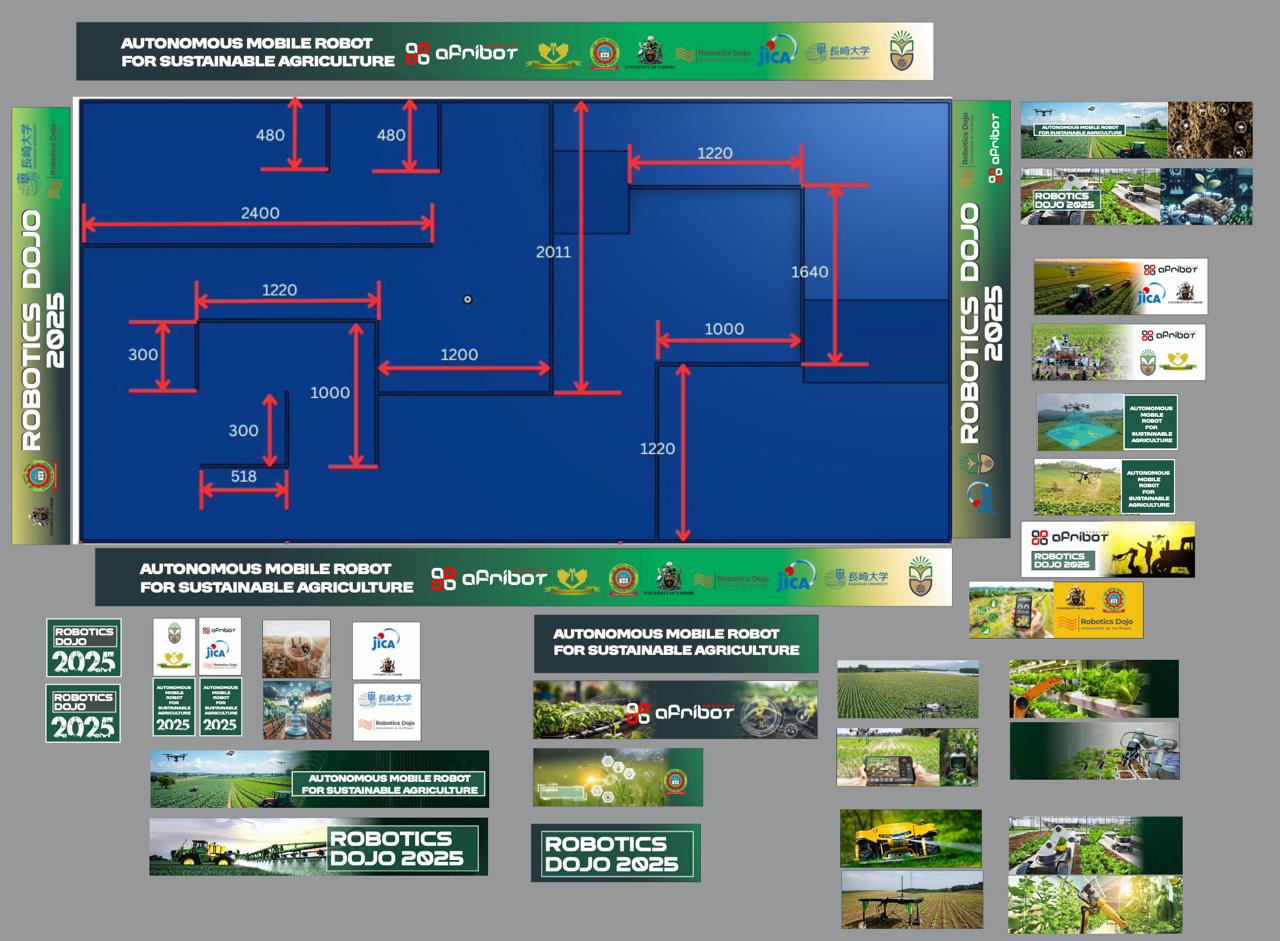 AUTONOMOUS MOBILE ROBOT
FOR SUSTAINABLE AGRICULTURE
afribot
UNIVERSITY OF NAIROBI
Robotics Dojo
JICA
長崎大学
NAGASAKI UNIVERSITY
長崎大学
Robotics Dojo
ROBOTICS DOJO
2025
480
480
2400
1220
300
1000
300
518
1200
2011
1220
1640
1000
1220
Robotics Dojo
afribot
ROBOTICS DOJO
2025
JICA
AUTONOMOUS MOBILE ROBOT
FOR SUSTAINABLE AGRICULTURE
ROBOTICS
DOJO 2025
afribot
JICA
afribot
AUTONOMOUS
MOBILE
ROBOT
FOR
SUSTAINABLE
AGRICULTURE
AUTONOMOUS
MOBILE
ROBOT
FOR
SUSTAINABLE
AGRICULTURE
afribot
ROBOTICS
DOJO 2025
Robotics Dojo
AUTONOMOUS MOBILE ROBOT
FOR SUSTAINABLE AGRICULTURE
afribot
UNIVERSITY OF NAIROBI
Robotics Dojo
JICA
長崎大学
NAGASAKI UNIVERSITY
ROBOTICS
DOJO
2025
ROBOTICS
DOJO
2025
afribot
JICA
Robotics Dojo
AUTONOMOUS
MOBILE
ROBOT
FOR
SUSTAINABLE
AGRICULTURE
2025
AUTONOMOUS
MOBILE
ROBOT
FOR
SUSTAINABLE
AGRICULTURE
2025
JICA
長崎大学
Robotics Dojo
AUTONOMOUS MOBILE ROBOT
FOR SUSTAINABLE AGRICULTURE
ROBOTICS
DOJO 2025
AUTONOMOUS MOBILE ROBOT
FOR SUSTAINABLE AGRICULTURE
afribot
ROBOTICS
DOJO 2025